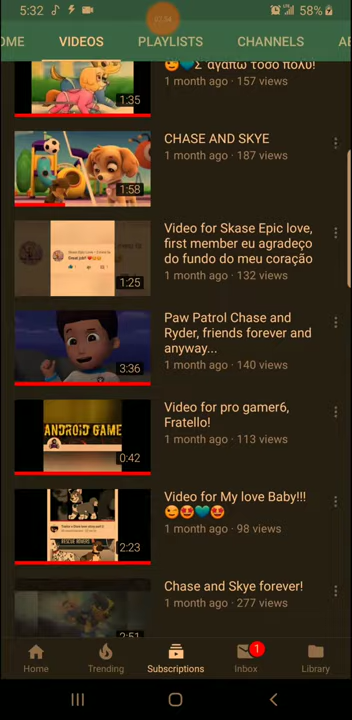 5:32
58%
OME VIDEOS PLAYLISTS CHANNELS AB
Σ'αγαπώ τόσο πολύ!
1 month ago · 157 views
1:35
CHASE AND SKYE
1 month ago · 187 views
1:58
Video for Skase Epic love,
first member eu agradeço
do fundo do meu coração
1 month ago · 132 views
1:25
Paw Patrol Chase and
Ryder, friends forever and
anyway...
1 month ago · 140 views
3:36
Video for pro gamer6,
Fratello!
1 month ago · 113 views
ANDROID GAME
0:42
Video for My love Baby!!!
1 month ago · 98 views
2:23
Chase and Skye forever!
1 month ago · 277 views
2:51
1
Home Trending Subscriptions Inbox Library